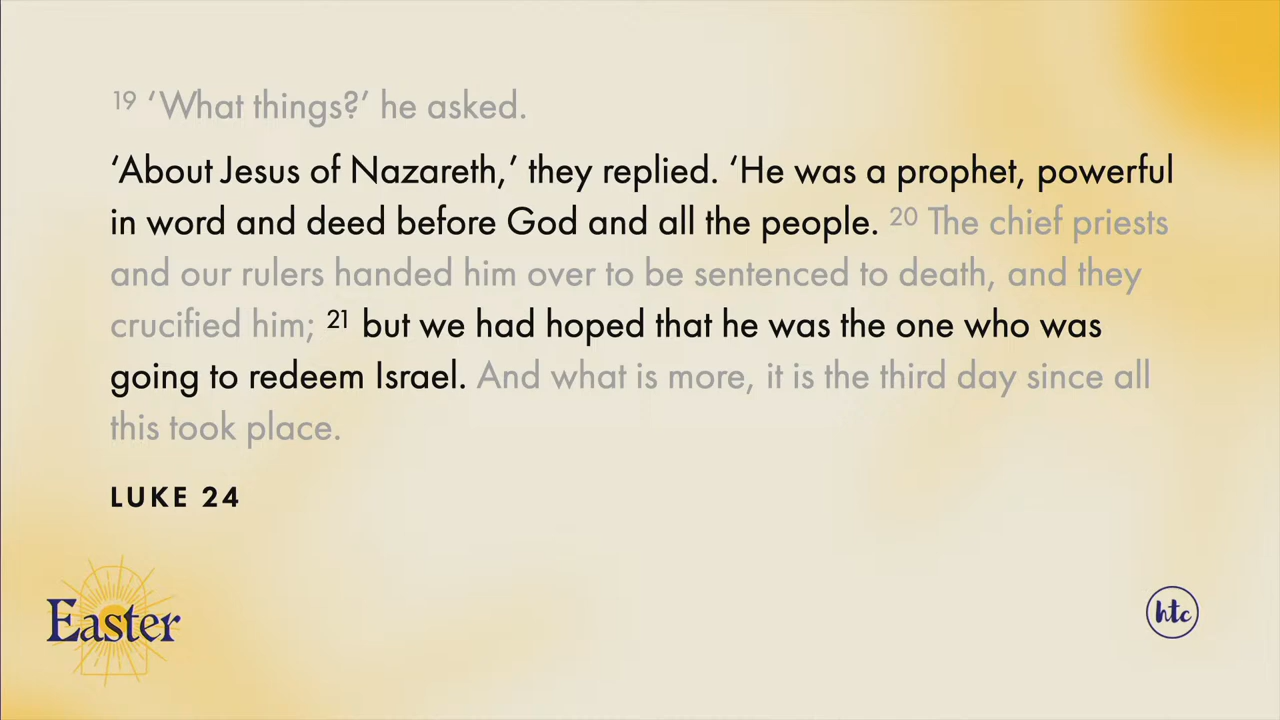 19 ‘What things?’ he asked.
‘About Jesus of Nazareth,’ they replied. ‘He was a prophet, powerful
in word and deed before God and all the people. 20 The chief priests
and our rulers handed him over to be sentenced to death, and they
crucified him; 21 but we had hoped that he was the one who was
going to redeem Israel. And what is more, it is the third day since all
this took place.
LUKE 24
Easter
htc